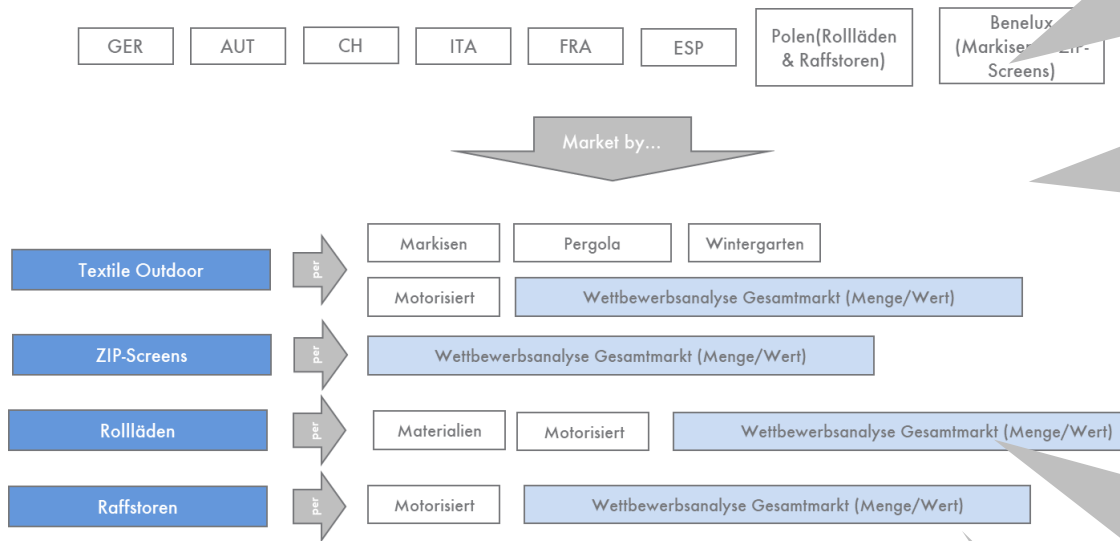 GER
AUT
CH
ITA
FRA
ESP
Polen(Rollläden
& Raffstoren)
Benelux
(Markisen ZIP-
Screens)
Market by...
Textile Outdoor
per
Markisen
Pergola
Wintergarten
Motorisiert
Wettbewerbsanalyse Gesamtmarkt (Menge/Wert)
ZIP-Screens
per
Wettbewerbsanalyse Gesamtmarkt (Menge/Wert)
Rollläden
per
Materialien
Motorisiert
Wettbewerbsanalyse Gesamtmarkt (Menge/Wert)
Raffstoren
per
Motorisiert
Wettbewerbsanalyse Gesamtmarkt (Menge/Wert)